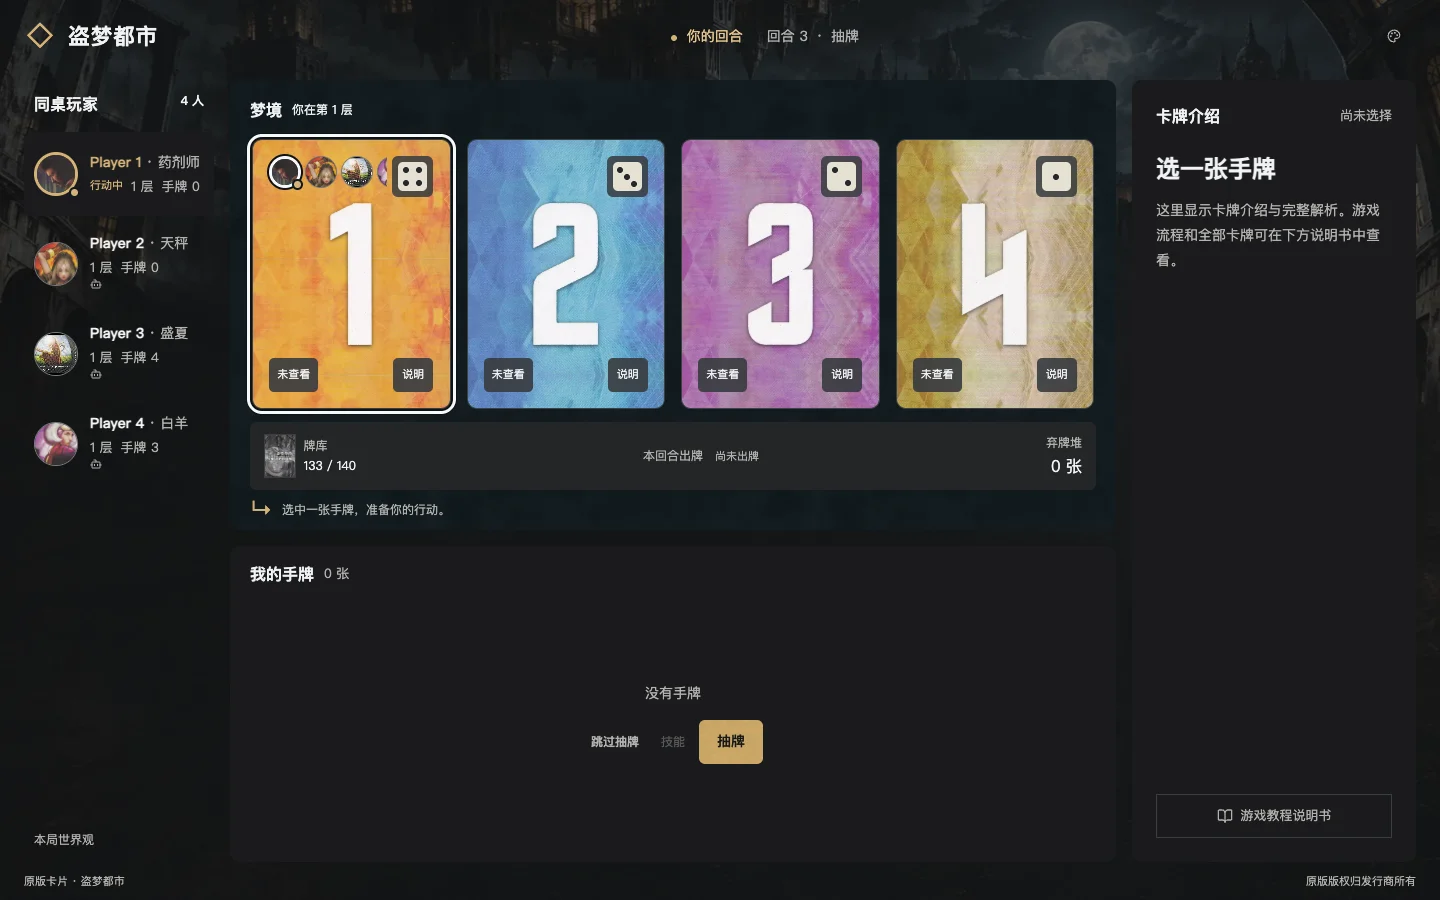 盗梦都市
你的回合 回合 3 · 抽牌
同桌玩家 4 人
Player 1 · 药剂师
行动中 1 层 手牌 0
Player 2 · 天秤
1 层 手牌 0
Player 3 · 盛夏
1 层 手牌 4
Player 4 · 白羊
1 层 手牌 3
本局世界观
梦境 你在第 1 层
1
未查看 说明
2
未查看 说明
3
未查看 说明
4
未查看 说明
牌库
133 / 140
本回合出牌 尚未出牌
弃牌堆
0 张
选中一张手牌，准备你的行动。
我的手牌 0 张
没有手牌
跳过抽牌 技能 抽牌
卡牌介绍 尚未选择
选一张手牌
这里显示卡牌介绍与完整解析。游戏
流程和全部卡牌可在下方说明书中查
看。
游戏教程说明书
原版卡片 · 盗梦都市
原版版权归发行商所有